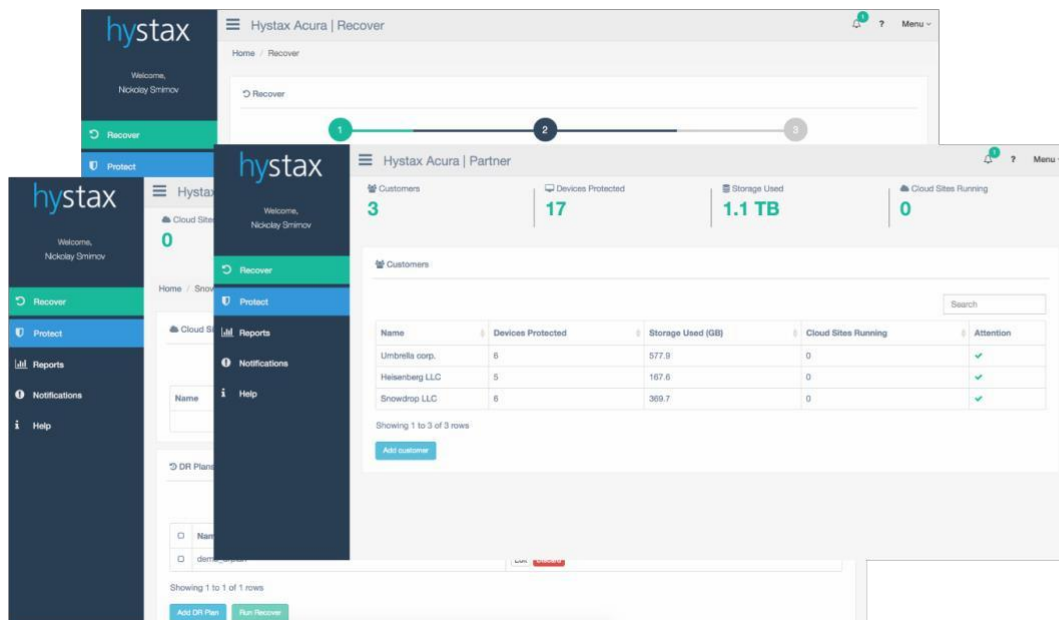 hystax
Hystax Acura | Recover
1
?
Menu
Welcome,
Nickolay Smirnov
Home / Recover
Recover
1
2
3
Recover
Protect
hystax
Hystax Acura | Partner
1
?
Menu
Welcome,
Nickolay Smirnov
Customers
3
Devices Protected
17
Storage Used
1.1 TB
Cloud Sites Running
0
Recover
Protect
Reports
Notifications
Help
Customers
Search
Name Devices Protected Storage Used (GB) Cloud Sites Running Attention
Umbrella corp. 6 577.9 0
Heisenberg LLC 5 167.6 0
Snowdrop LLC 6 369.7 0
Showing 1 to 3 of 3 rows
Add customer
hystax
Welcome,
Nickolay Smirnov
Recover
Protect
Reports
Notifications
Help
Cloud Sites
0
Home /
Name
DR Plans
Showing 1 to 1 of 1 rows
Add DR Plan
Run Recover